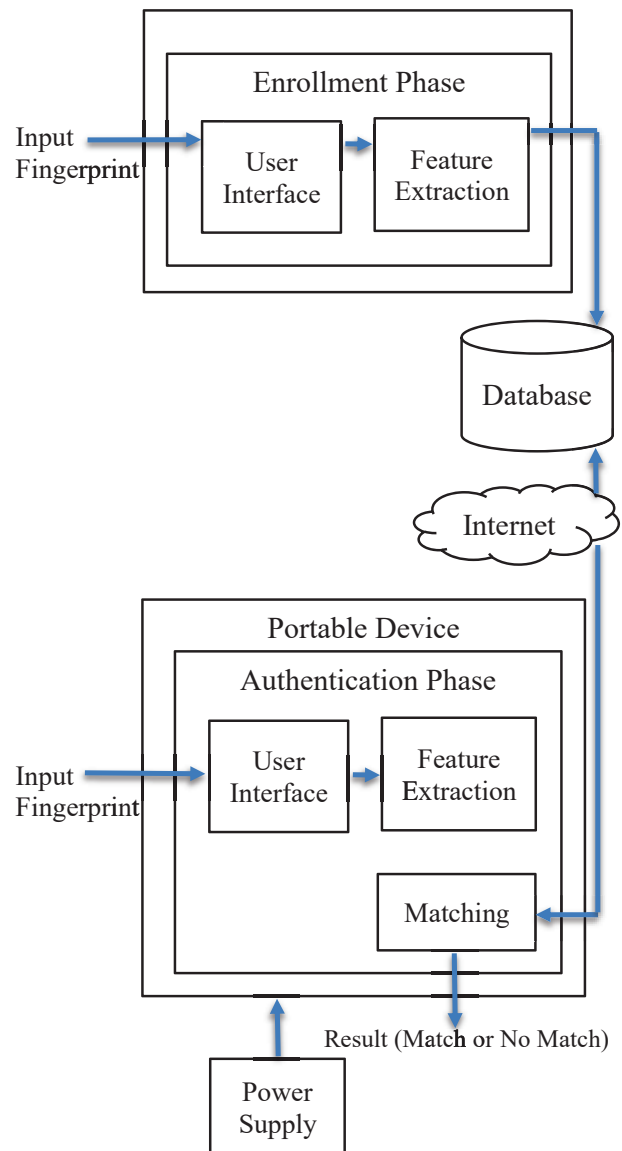 Enrollment Phase
Input
Fingerprint
User
Interface
Feature
Extraction
Database
Internet
Portable Device
Authentication Phase
Input
Fingerprint
User
Interface
Feature
Extraction
Matching
Result (Match or No Match)
Power
Supply